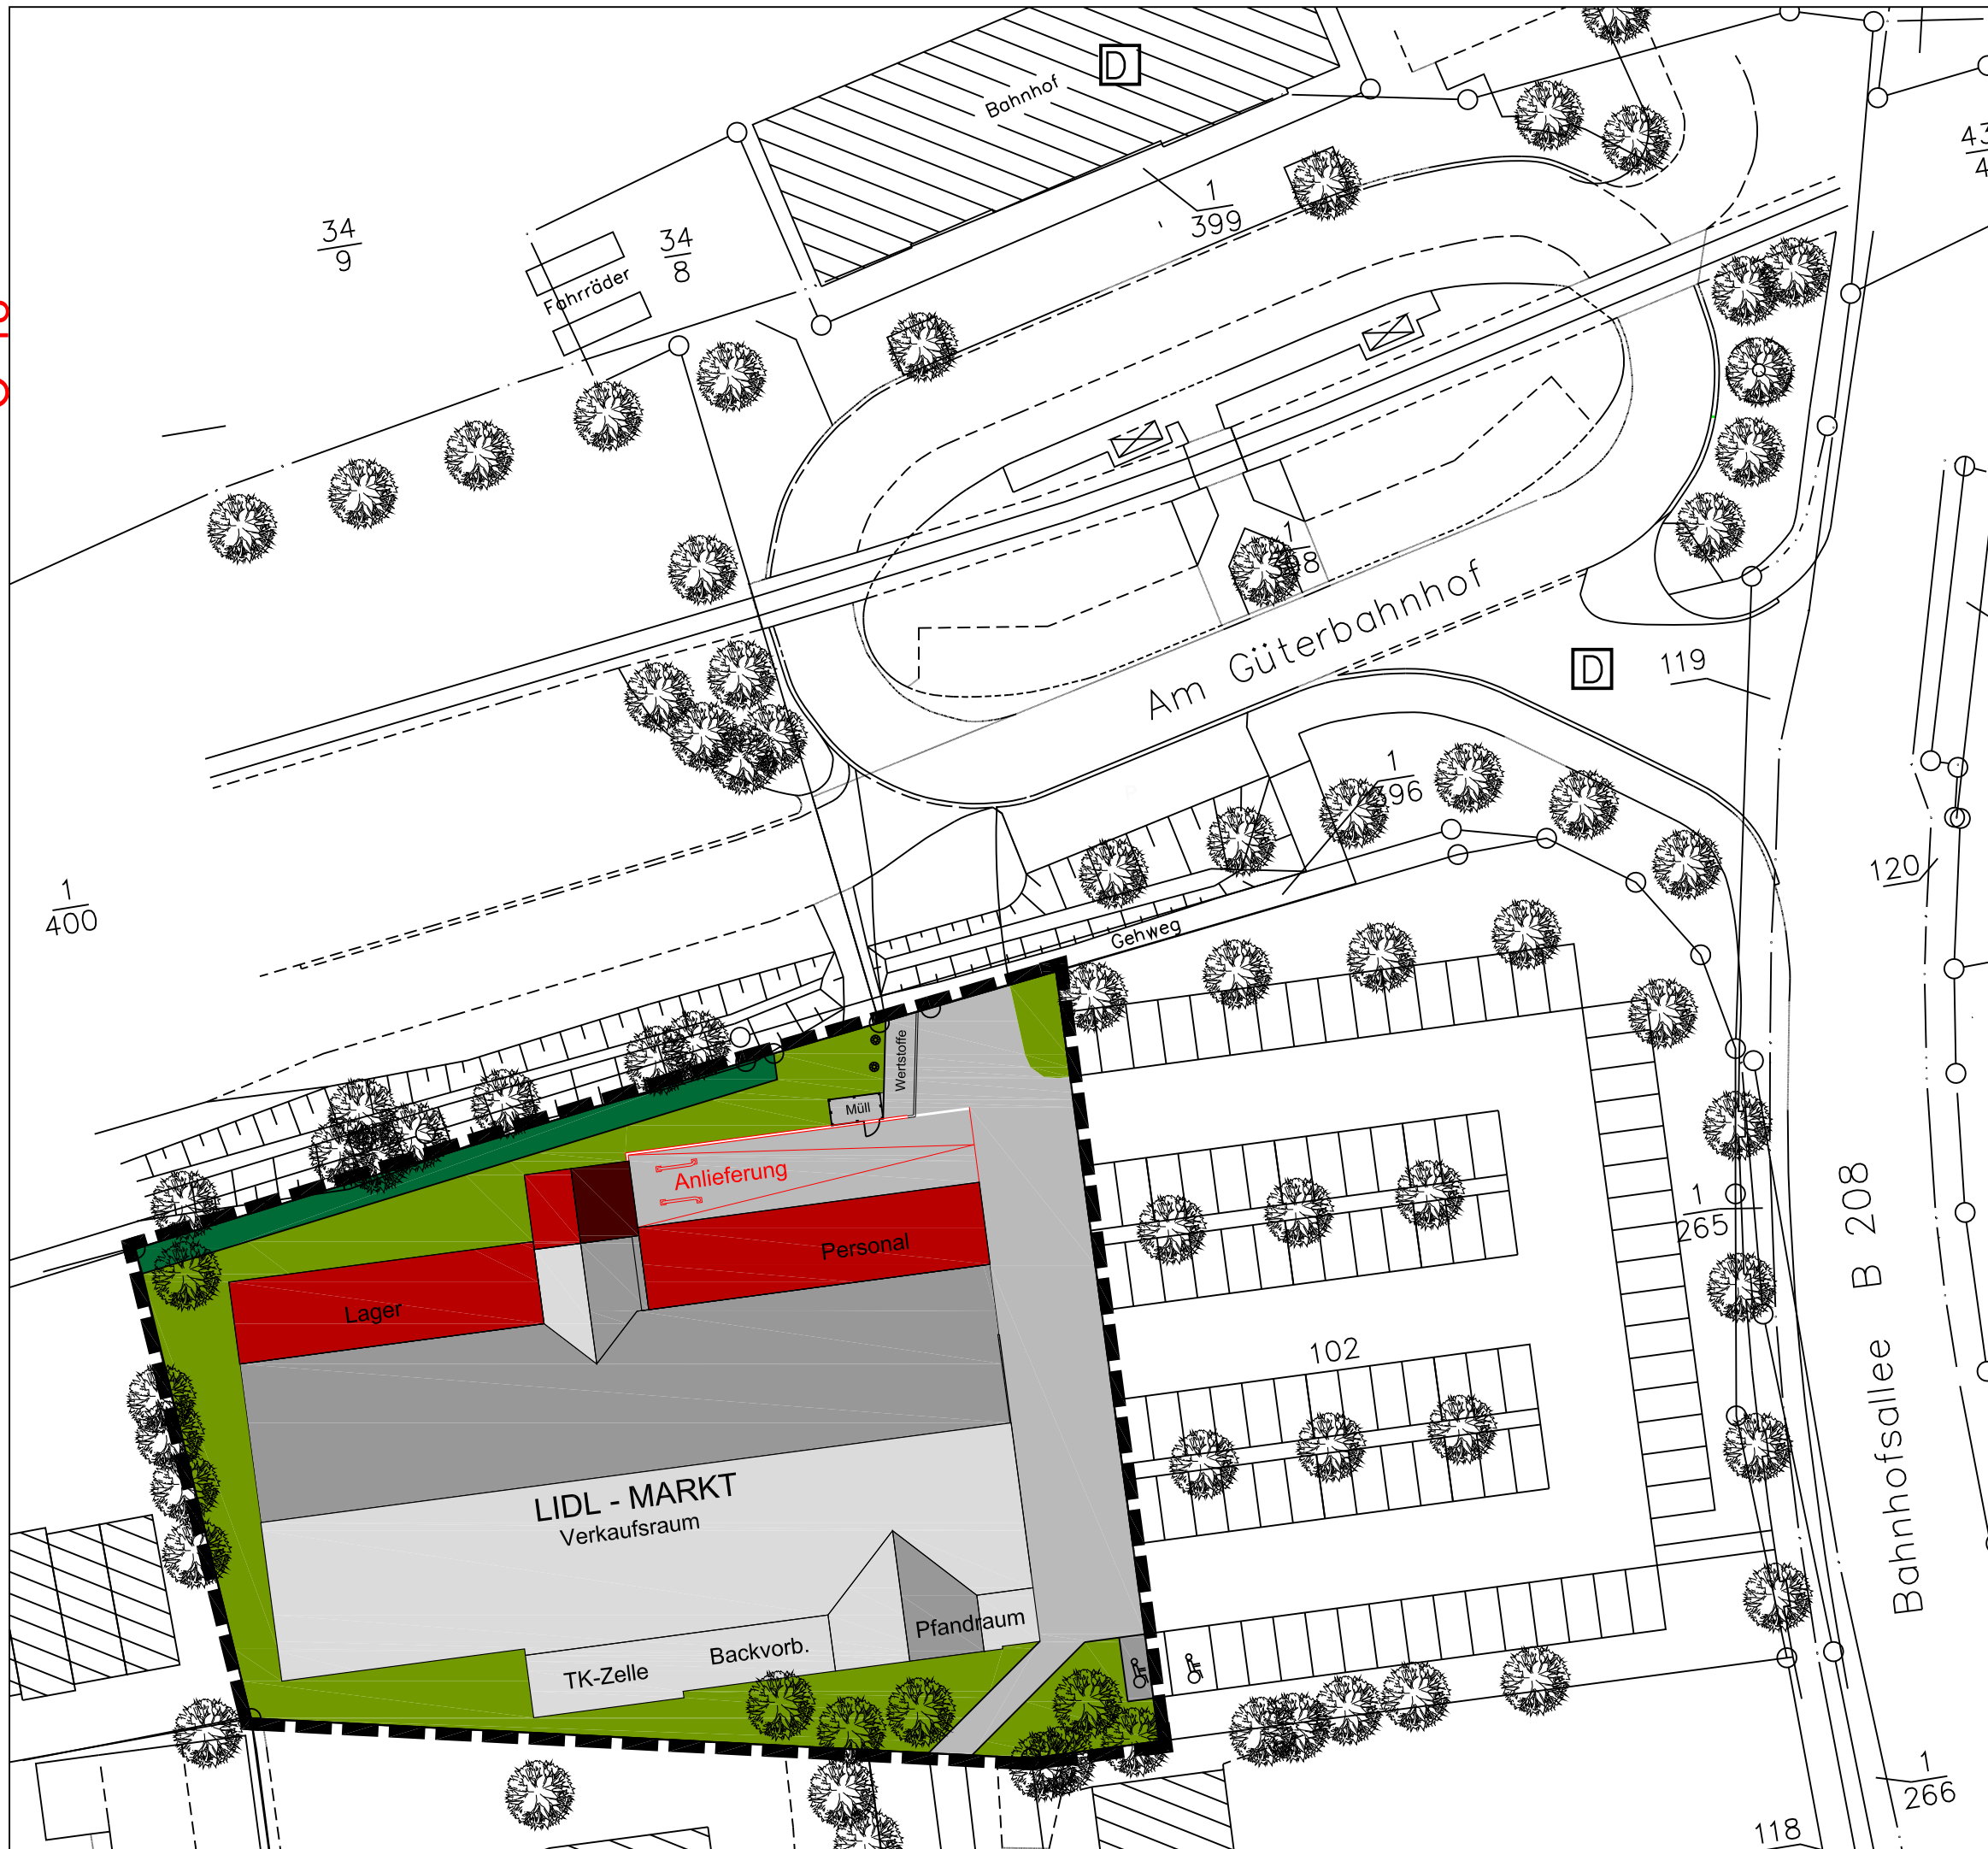 D
Bahnhof
43
1
399
34
9
34
8
Fahrräder
1
Am Güterbahnhof
D
119
1
396
120
1
400
Gehweg
Wertstoffe
Müll
Anlieferung
Personal
Lager
1
265
Bahnhofsallee B 208
102
LIDL - MARKT
Verkaufsraum
Pfandraum
Backvorb.
TK-Zelle
1
266
118